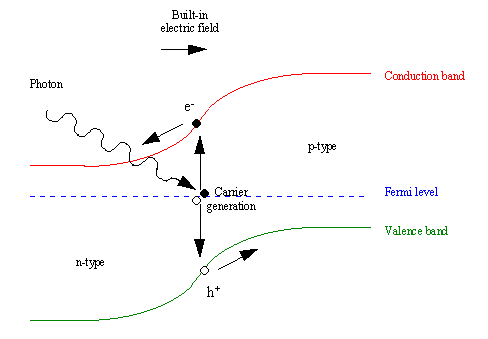 Built-in
electric field
Photon
Conduction band
e-
p-type
Carrier
generation
Fermi level
Valence band
n-type
h+